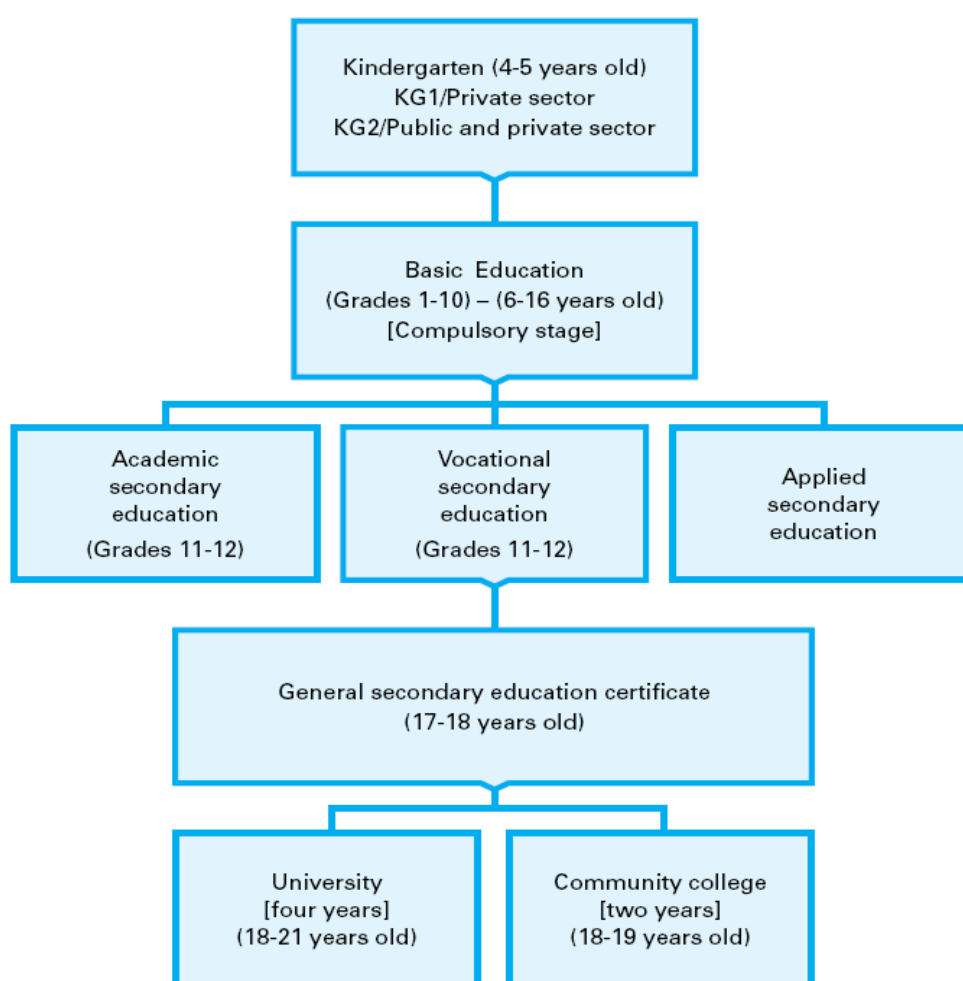 Kindergarten (4-5 years old)
KG1/Private sector
KG2/Public and private sector
Basic Education
(Grades 1-10) – (6-16 years old)
[Compulsory stage]
Academic
secondary
education
(Grades 11-12)
Vocational
secondary
education
(Grades 11-12)
Applied
secondary
education
General secondary education certificate
(17-18 years old)
University
[four years]
(18-21 years old)
Community college
[two years]
(18-19 years old)